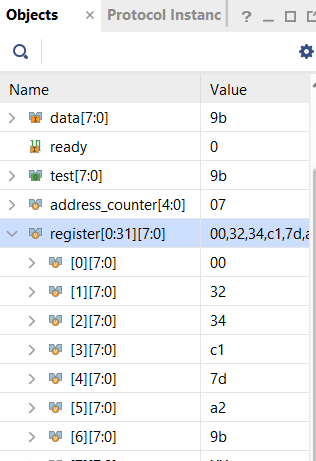 Objects × Protocol Instanc
Name Value
data[7:0] 9b
ready 0
test[7:0] 9b
address_counter[4:0] 07
register[0:31][7:0] 00,32,34,c1,7d,a
[0][7:0] 00
[1][7:0] 32
[2][7:0] 34
[3][7:0] c1
[4][7:0] 7d
[5][7:0] a2
[6][7:0] 9b